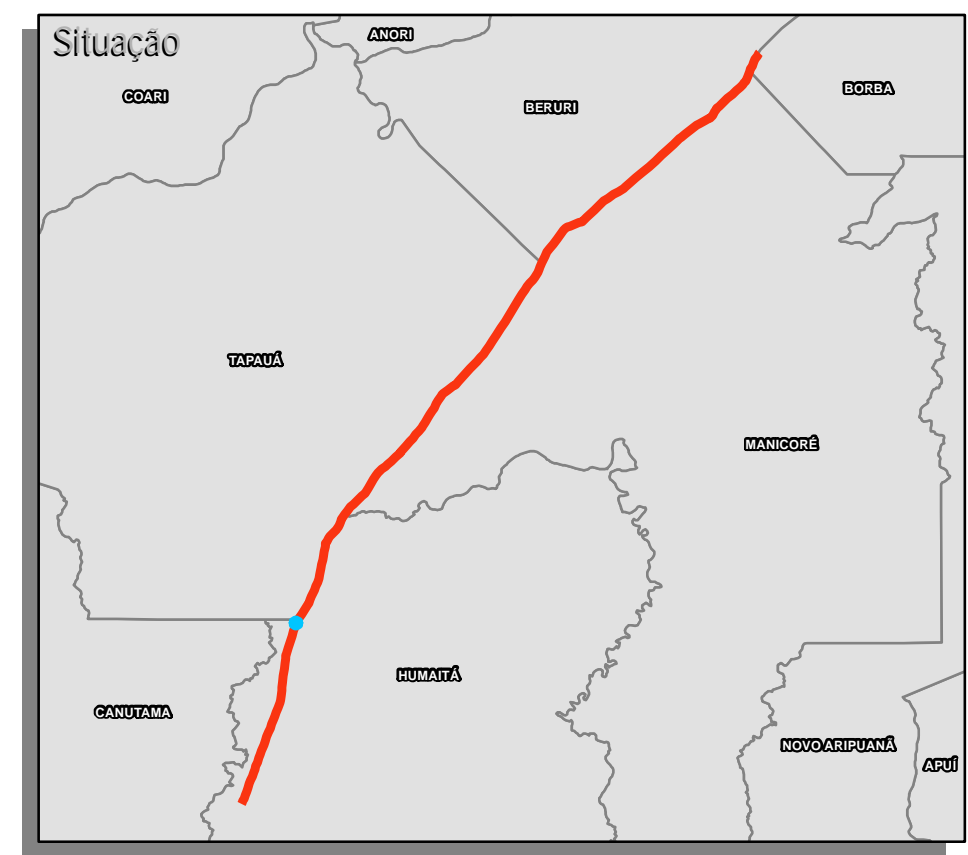 Situação
ANORI
COARI
BERURI
BORBA
TAPAUÁ
MANICORÉ
HUMAITÁ
CANUTAMA
NOVO ARIPUANÃ
APUÍ